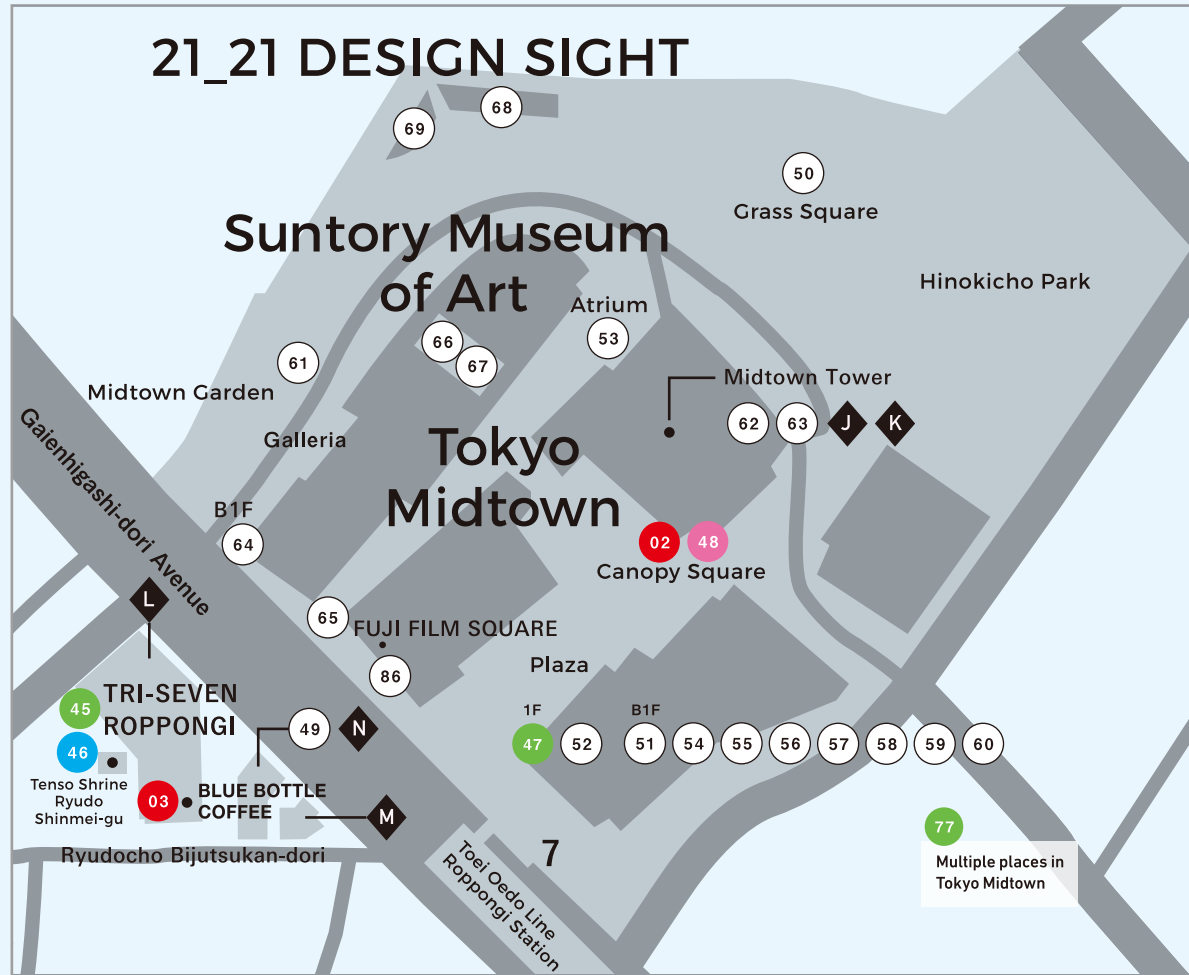 21_21 DESIGN SIGHT
68
69
50
Grass Square
Suntory Museum
of Art
Hinokicho Park
Atrium
53
66
67
61
Midtown Garden
Midtown Tower
62 63 J K
Galleria
Tokyo
Midtown
Gaienhigashi-dori Avenue
B1F
64
02 48
Canopy Square
L
65
FUJI FILM SQUARE
86
Plaza
TRI-SEVEN
ROPPONGI
45
46
Tenso Shrine
Ryudo
Shinmei-gu
49 N
03
BLUE BOTTLE
COFFEE
M
1F B1F
47 52 51 54 55 56 57 58 59 60
77
Multiple places in
Tokyo Midtown
Ryudocho Bijutsukan-dori
7
Toei Oedo Line
Roppongi Station